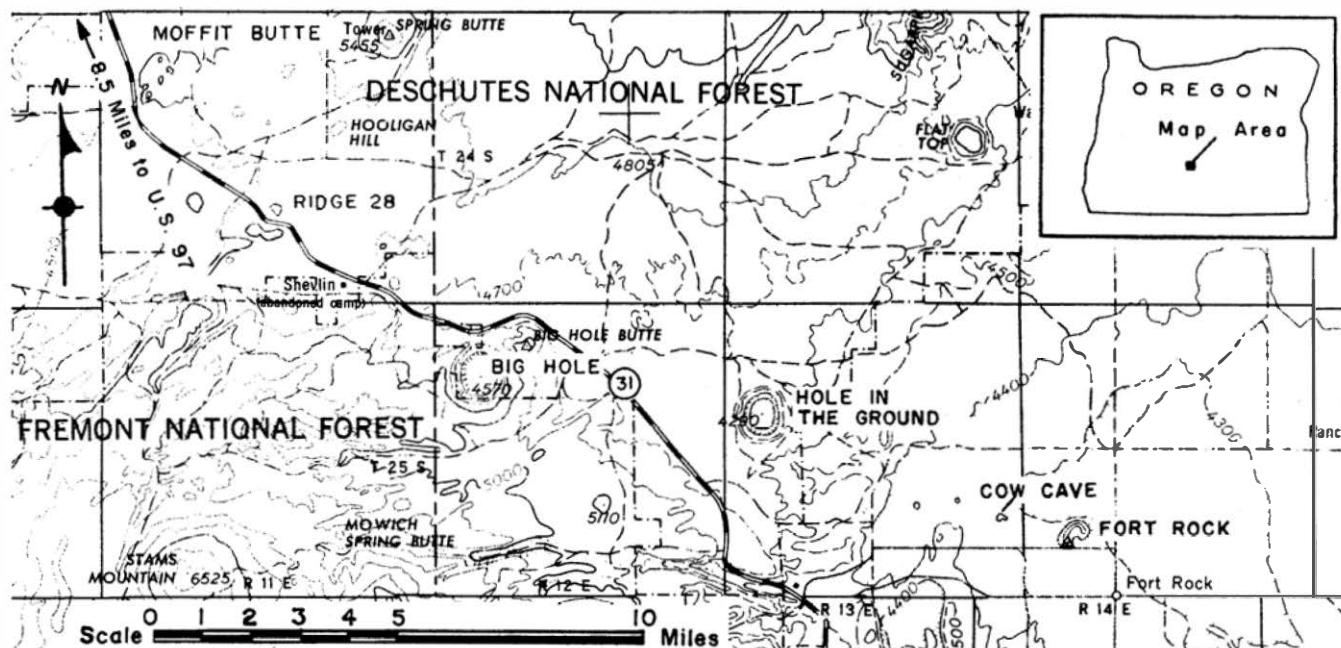 MOFFIT BUTTE
Tower
5455
SPRING BUTTE
N
8.5 Miles to U.S. 97
DESCHUTES NATIONAL FOREST
HOOLIGAN
HILL
T 24 S
4805
FLAT
TOP
OREGON
Map Area
RIDGE 28
Shevlin
(abandoned camp)
4700
4500
BIG HOLE BUTTE
BIG HOLE
4570
31
HOLE IN
THE GROUND
4400
4300
FREMONT NATIONAL FOREST
T 25 S
5000
5110
MOWICH
SPRING BUTTE
COW CAVE
FORT ROCK
STAMS
MOUNTAIN 6525
R 11 E
R 12 E
R 13 E
4400
R 14 E
Fort Rock
0 1 2 3 4 5 10
Scale Miles